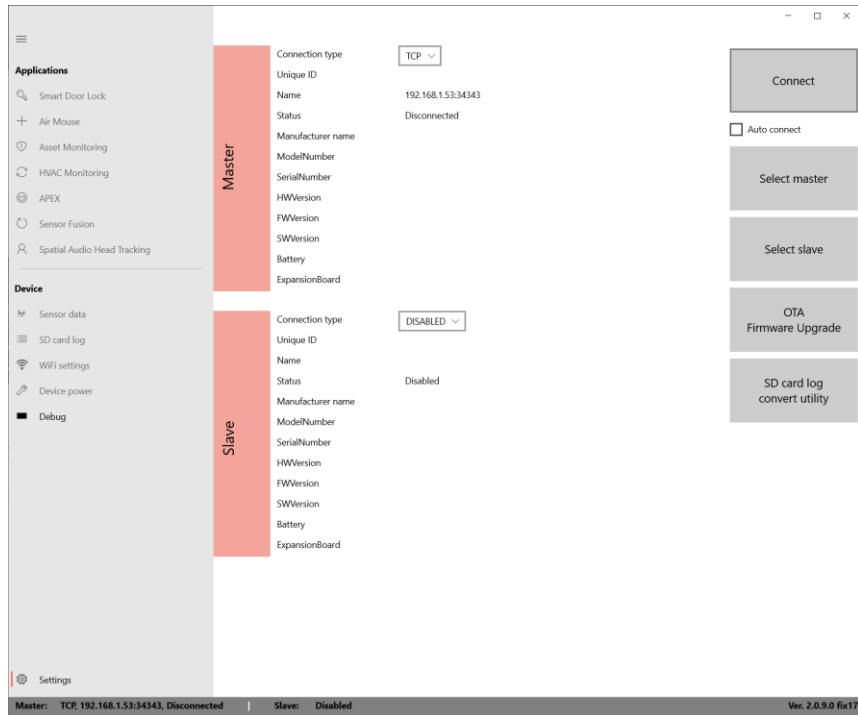 Applications
Smart Door Lock
Air Mouse
Asset Monitoring
HVAC Monitoring
APEX
Sensor Fusion
Spatial Audio Head Tracking
Device
Sensor data
SD card log
WiFi settings
Device power
Debug
Settings
Master
Connection type TCP
Unique ID
Name 192.168.1.53:34343
Status Disconnected
Manufacturer name
ModelNumber
SerialNumber
HWVersion
FWVersion
SWVersion
Battery
ExpansionBoard
Slave
Connection type DISABLED
Unique ID
Name
Status Disabled
Manufacturer name
ModelNumber
SerialNumber
HWVersion
FWVersion
SWVersion
Battery
ExpansionBoard
Connect
Auto connect
Select master
Select slave
OTA
Firmware Upgrade
SD card log
convert utility
Master: TCP, 192.168.1.53:34343, Disconnected | Slave: Disabled Ver. 2.0.9.0 fix17